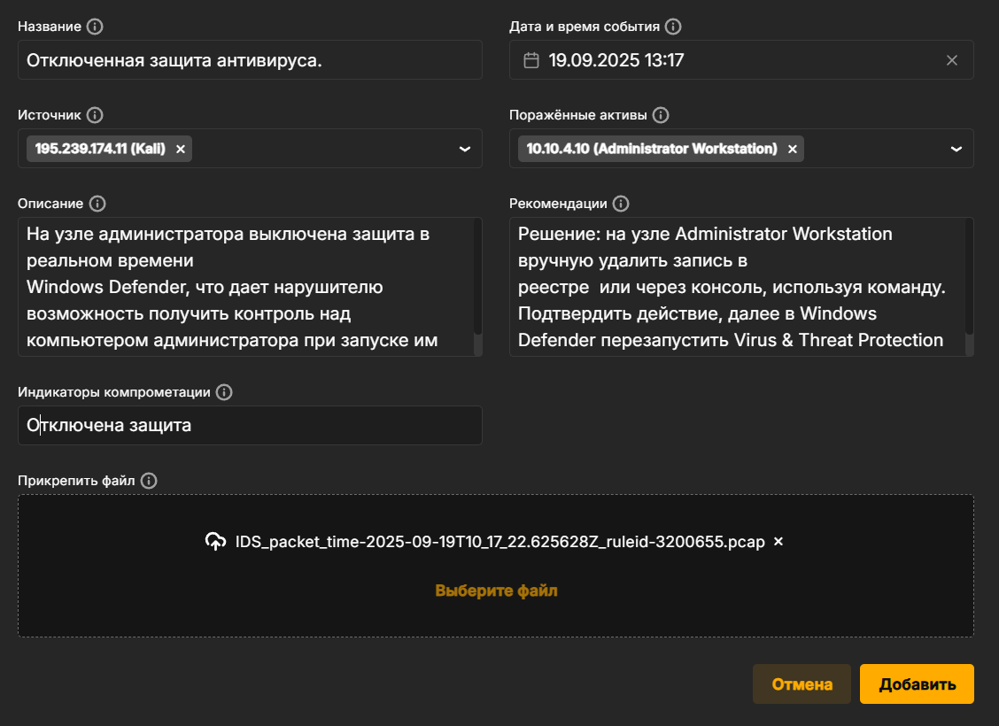 Название
Отключенная защита антивируса.
Дата и время события
19.09.2025 13:17
Источник
195.239.174.11 (Kali) ×
Поражённые активы
10.10.4.10 (Administrator Workstation) ×
Описание
На узле администратора выключена защита в
реальном времени
Windows Defender, что дает нарушителю
возможность получить контроль над
компьютером администратора при запуске им
Рекомендации
Решение: на узле Administrator Workstation
вручную удалить запись в
реестре  или через консоль, используя команду.
Подтвердить действие, далее в Windows
Defender перезапустить Virus & Threat Protection
Индикаторы компрометации
Отключена защита
Прикрепить файл
IDS_packet_time-2025-09-19T10_17_22.625628Z_ruleid-3200655.pcap ×
Выберите файл
Отмена
Добавить